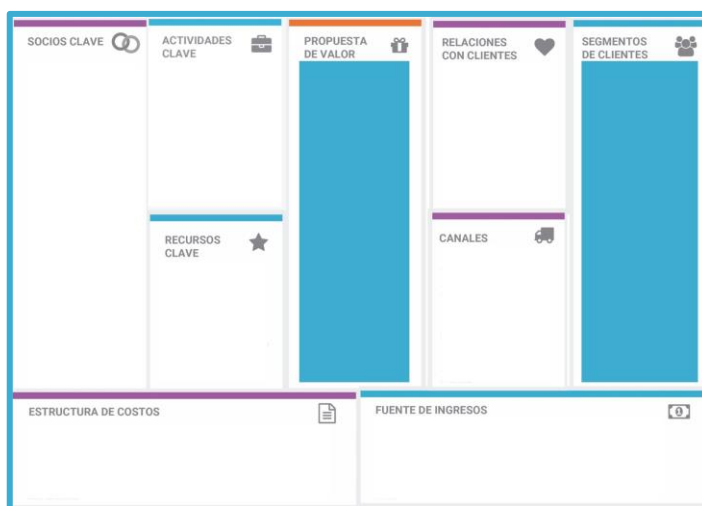 SOCIOS CLAVE
ACTIVIDADES
CLAVE
PROPUESTA
DE VALOR
RELACIONES
CON CLIENTES
SEGMENTOS
DE CLIENTES
RECURSOS
CLAVE
CANALES
ESTRUCTURA DE COSTOS
FUENTE DE INGRESOS